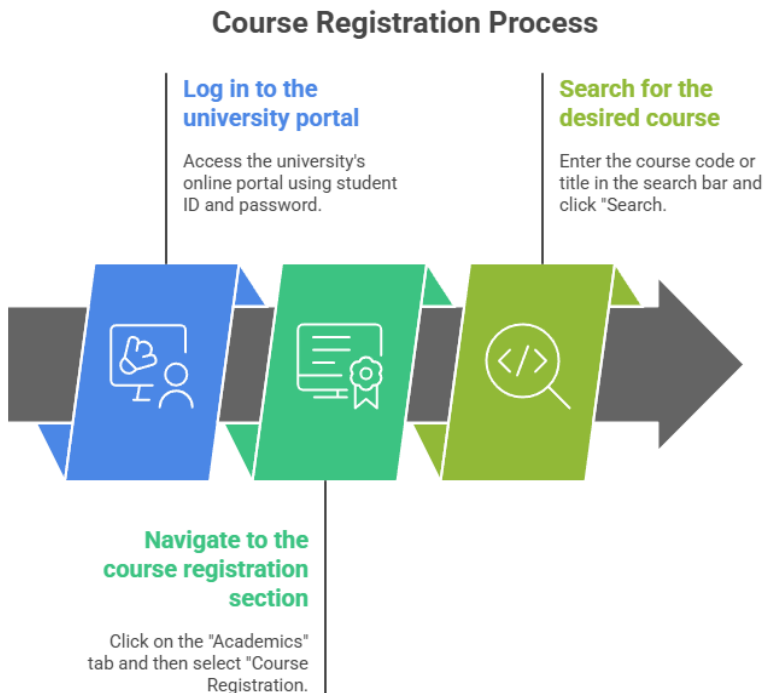 Course Registration Process
Log in to the
university portal
Access the university's
online portal using student
ID and password.
Search for the
desired course
Enter the course code or
title in the search bar and
click "Search.
Navigate to the
course registration
section
Click on the "Academics"
tab and then select "Course
Registration.